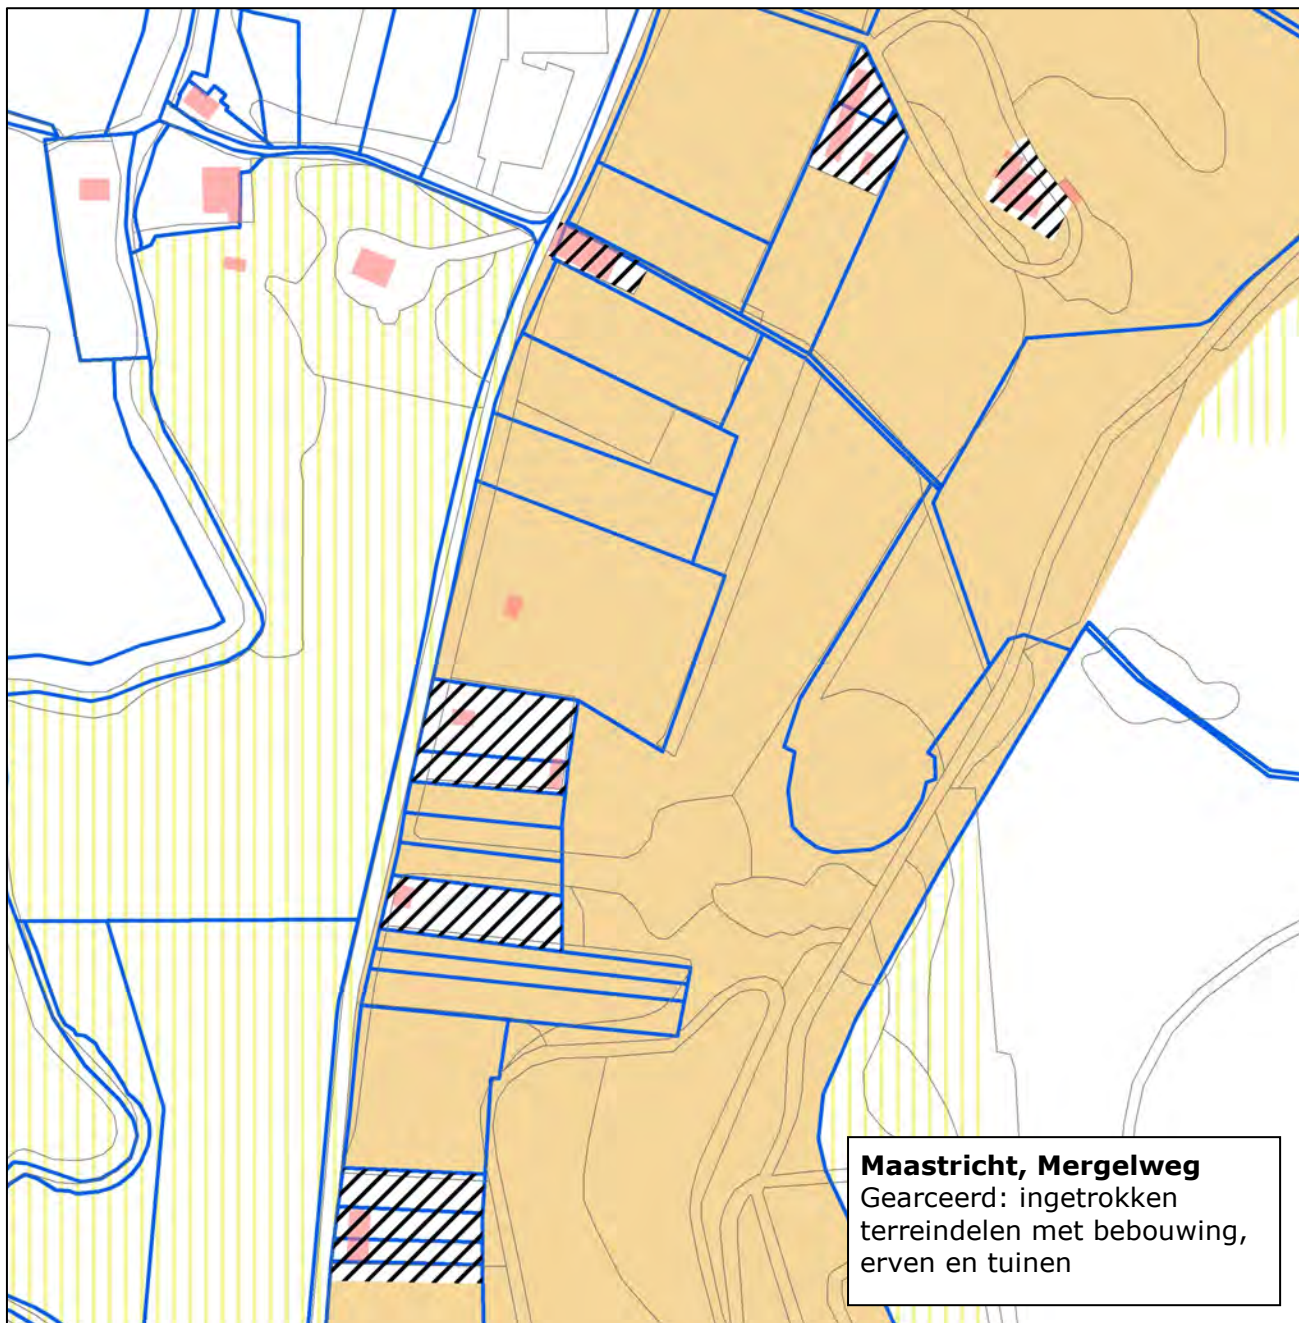 Maastricht, Mergelweg
Gearceerd: ingetrokken
terreindelen met bebouwing,
erven en tuinen